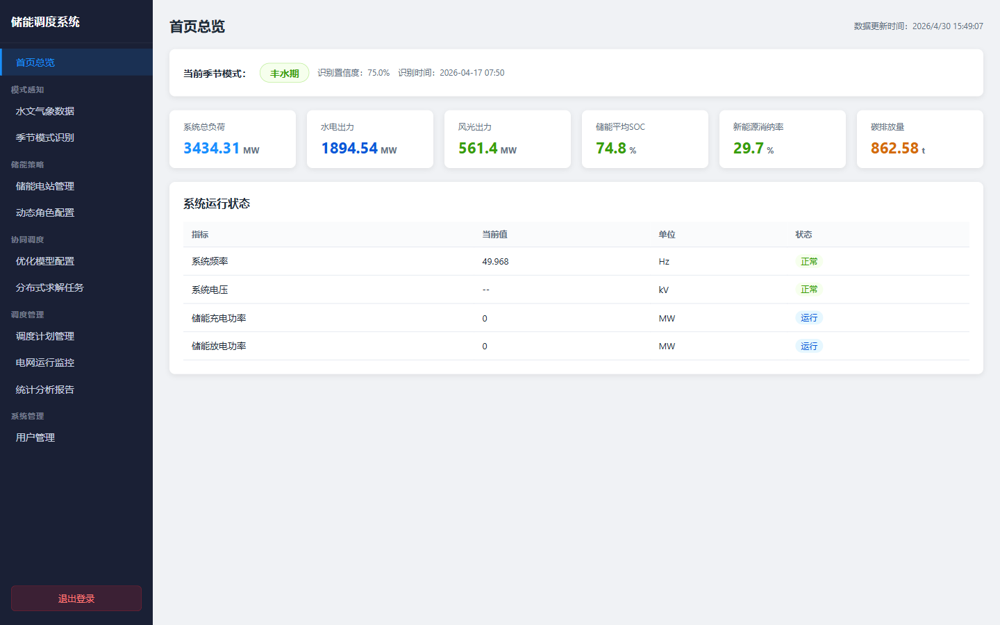 储能调度系统
首页总览
模式感知
水文气象数据
季节模式识别
储能策略
储能电站管理
动态角色配置
协同调度
优化模型配置
分布式求解任务
调度管理
调度计划管理
电网运行监控
统计分析报告
系统管理
用户管理
退出登录
首页总览
数据更新时间：2026/4/30 15:49:07
当前季节模式： 丰水期 识别置信度：75.0% 识别时间：2026-04-17 07:50
系统总负荷
3434.31 MW
水电出力
1894.54 MW
风光出力
561.4 MW
储能平均SOC
74.8 %
新能源消纳率
29.7 %
碳排放量
862.58 t
系统运行状态
指标 当前值 单位 状态
系统频率 49.968 Hz 正常
系统电压 -- kV 正常
储能充电功率 0 MW 运行
储能放电功率 0 MW 运行